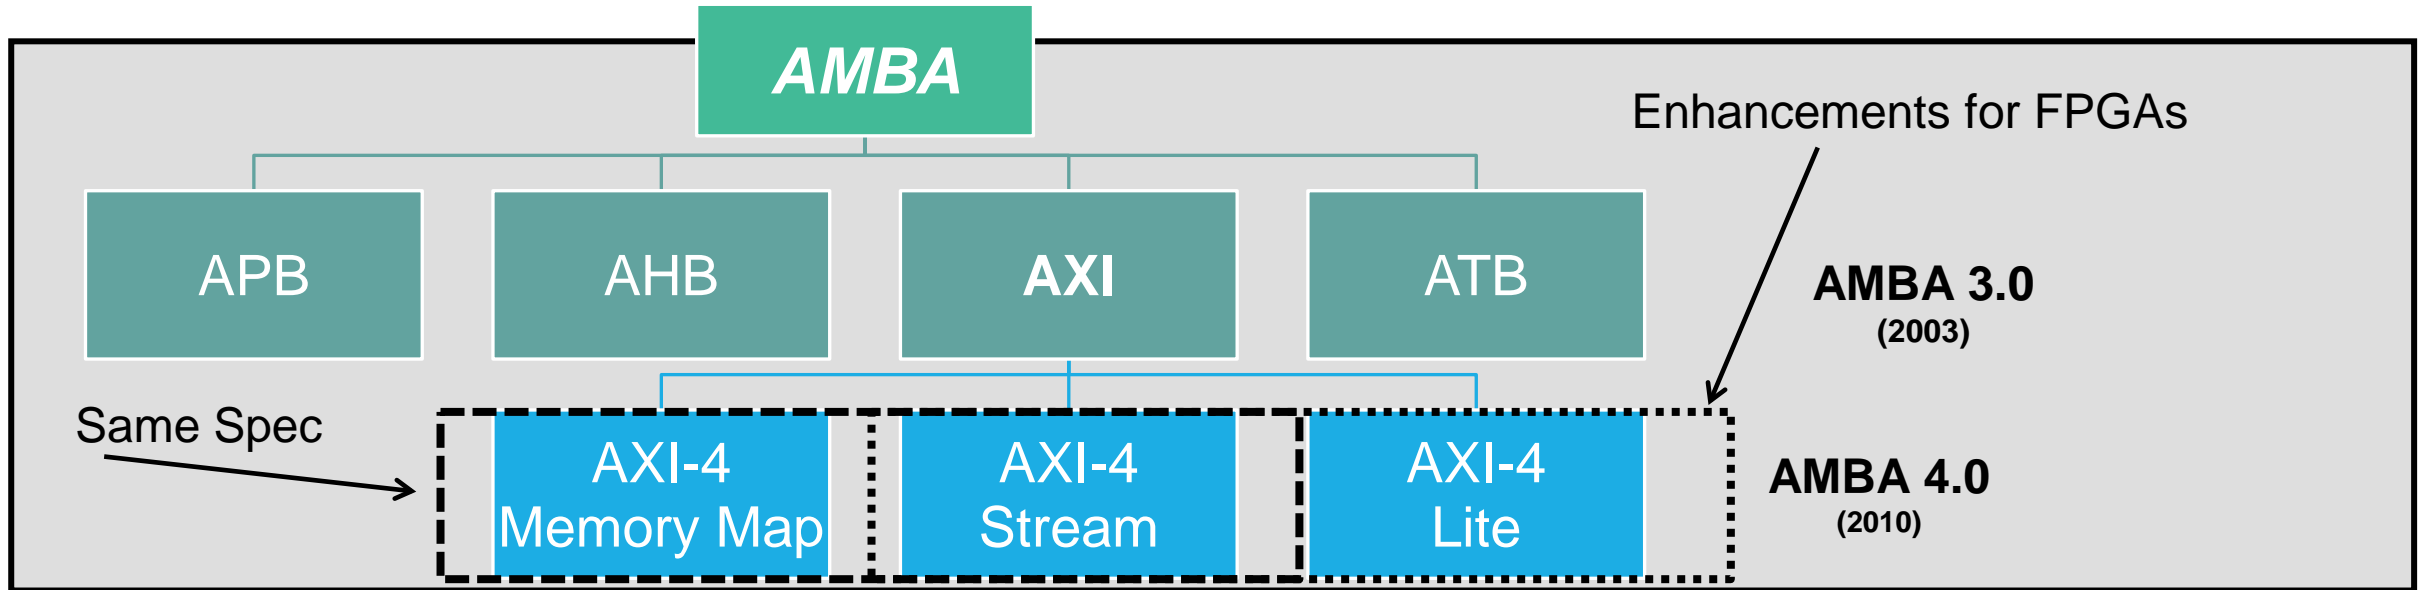 AMBA
Enhancements for FPGAs
APB
AHB
AXI
ATB
AMBA 3.0
(2003)
Same Spec
AXI-4
Memory Map
AXI-4
Stream
AXI-4
Lite
AMBA 4.0
(2010)